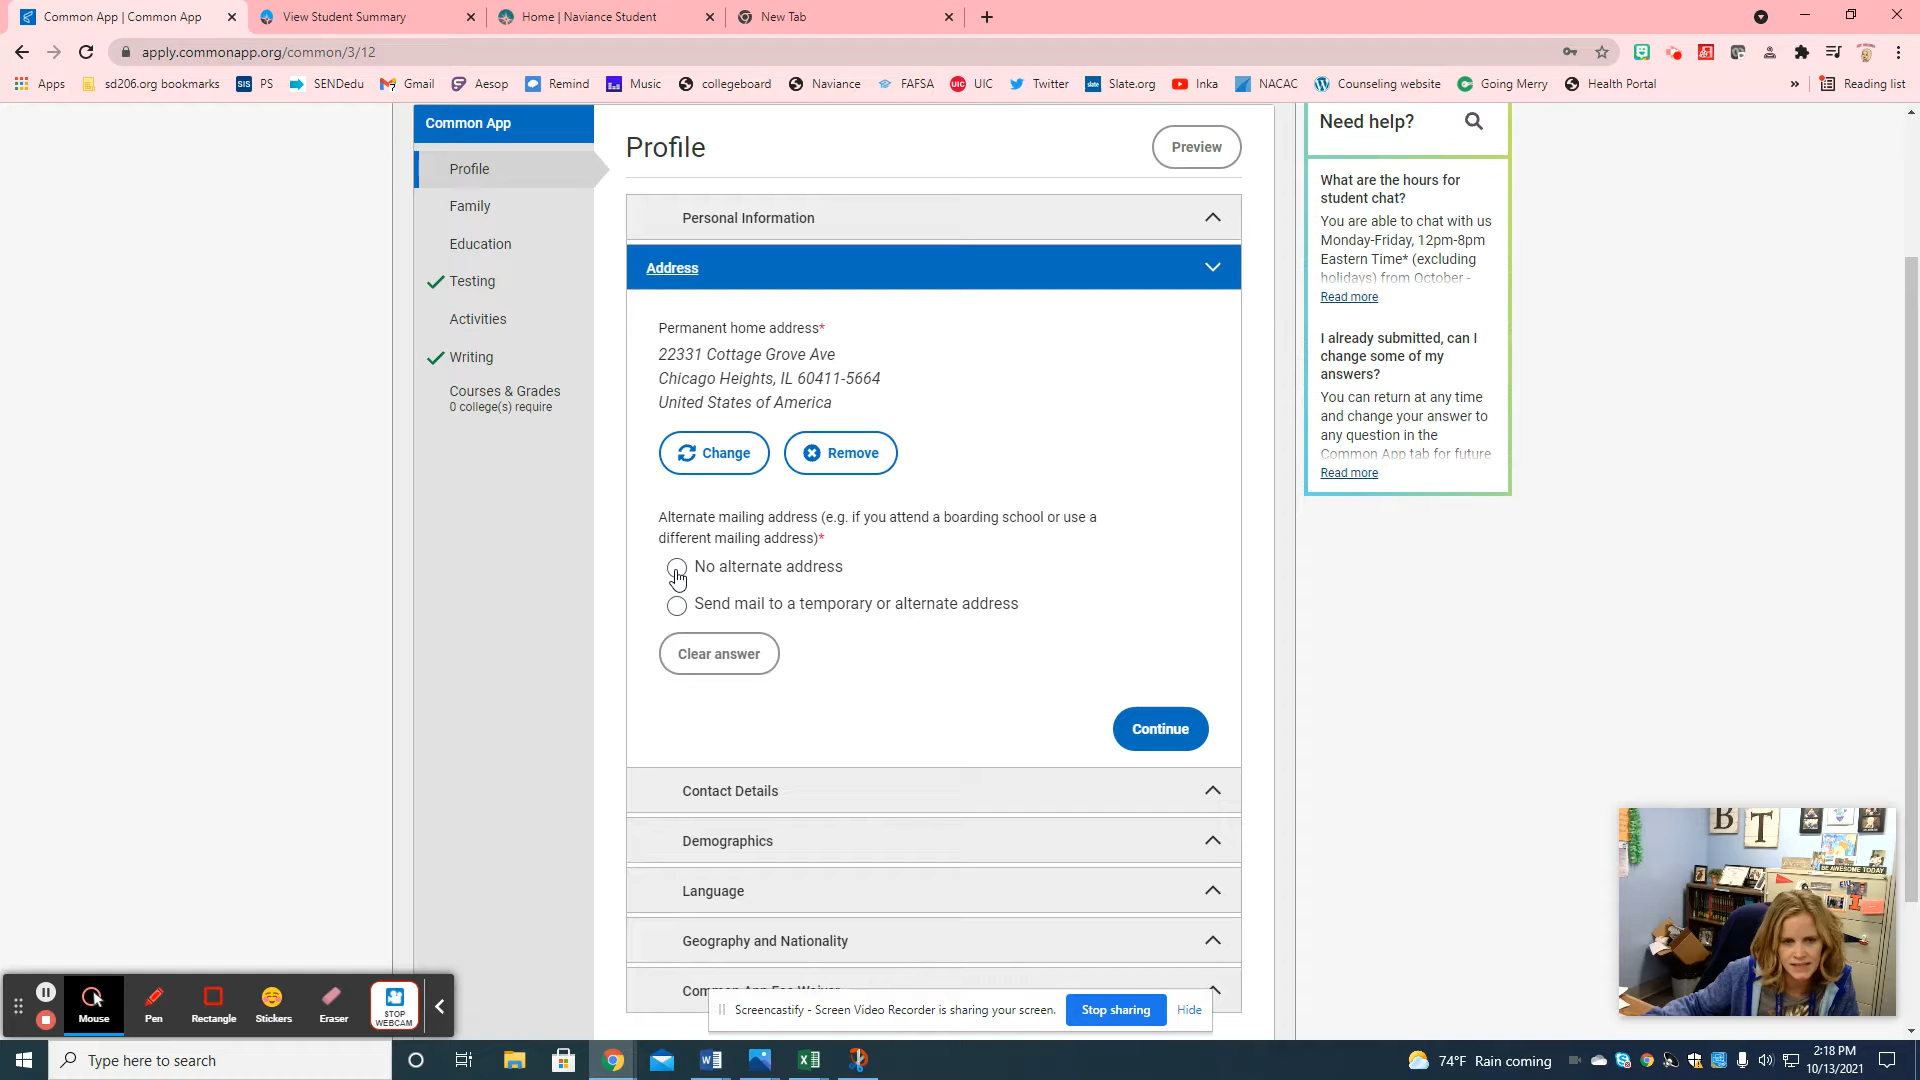 Common App | Common App
View Student Summary
Home | Naviance Student
New Tab
apply.commonapp.org/common/3/12
Apps
sd206.org bookmarks
SIS PS
SENDedu
Gmail
Aesop
Remind
Music
collegeboard
Naviance
FAFSA
UIC UIC
Twitter
Slate.org
Inka
NACAC
Counseling website
Going Merry
Health Portal
»
Reading list
Common App
Profile
Family
Education
Testing
Activities
Writing
Courses & Grades
0 college(s) require
Profile
Preview
Personal Information
Address
Permanent home address*
22331 Cottage Grove Ave
Chicago Heights, IL 60411-5664
United States of America
Change
Remove
Alternate mailing address (e.g. if you attend a boarding school or use a
different mailing address)*
No alternate address
Send mail to a temporary or alternate address
Clear answer
Continue
Contact Details
Demographics
Language
Geography and Nationality
Common App Fee Waiver
Need help?
What are the hours for
student chat?
You are able to chat with us
Monday-Friday, 12pm-8pm
Eastern Time* (excluding
holidays) from October -
Read more
I already submitted, can I
change some of my
answers?
You can return at any time
and change your answer to
any question in the
Common App tab for future
Read more
B T
BE AWESOME TODAY
I
Mouse
Pen
Rectangle
Stickers
Eraser
STOP
WEBCAM
Screencastify - Screen Video Recorder is sharing your screen.
Stop sharing
Hide
Type here to search
74°F Rain coming
2:18 PM
10/13/2021